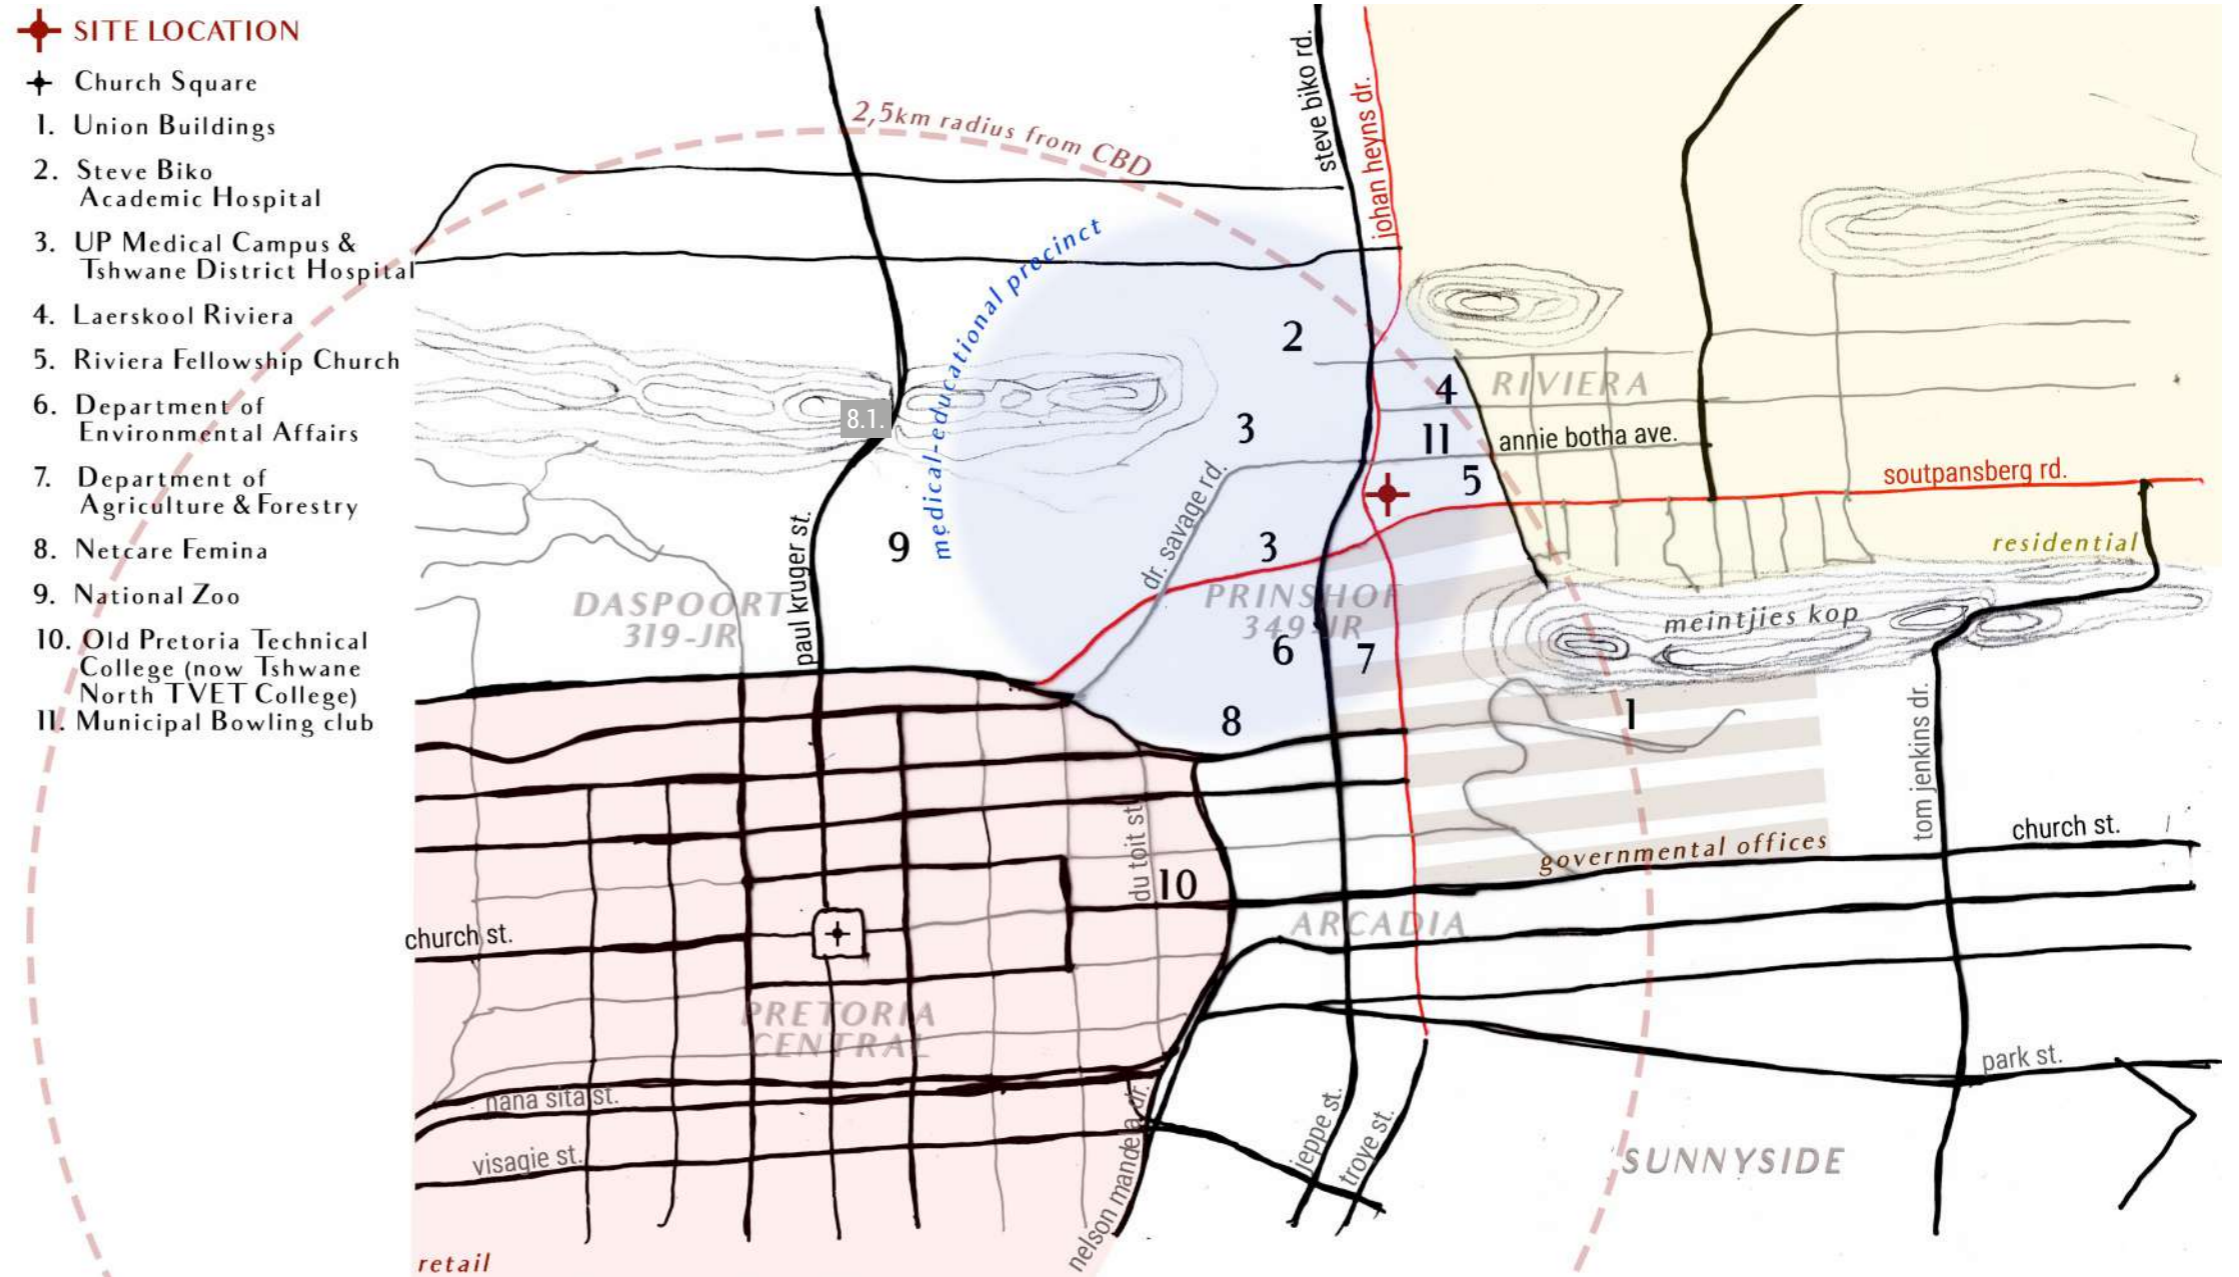 SITE LOCATION
Church Square
1. Union Buildings
2. Steve Biko
Academic Hospital
3. UP Medical Campus &
Tshwane District Hospital
4. Laerskool Riviera
5. Riviera Fellowship Church
6. Department of
Environmental Affairs
7. Department of
Agriculture & Forestry
8. Netcare Femina
9. National Zoo
10. Old Pretoria Technical
College (now Tshwane
North TVET College)
11. Municipal Bowling club
2,5km radius from CBD
steve biko rd.
johan heyns dr.
medical-educational precinct
2
4
RIVIERA
8.1.
3
11
annie botha ave.
5
soutpansberg rd.
dr. savage rd.
paul kruger st.
9
3
residential
DASPOORT
319-JR
PRINSHOF
349-JR
meintjies kop
6
7
8
1
tom jenkins dr.
du toit st.
10
governmental offices
church st.
church st.
ARCADIA
PRETORIA
CENTRAL
park st.
nana sita st.
visagie st.
nelson mandela dr.
jeppe st.
troye st.
SUNNYSIDE
retail